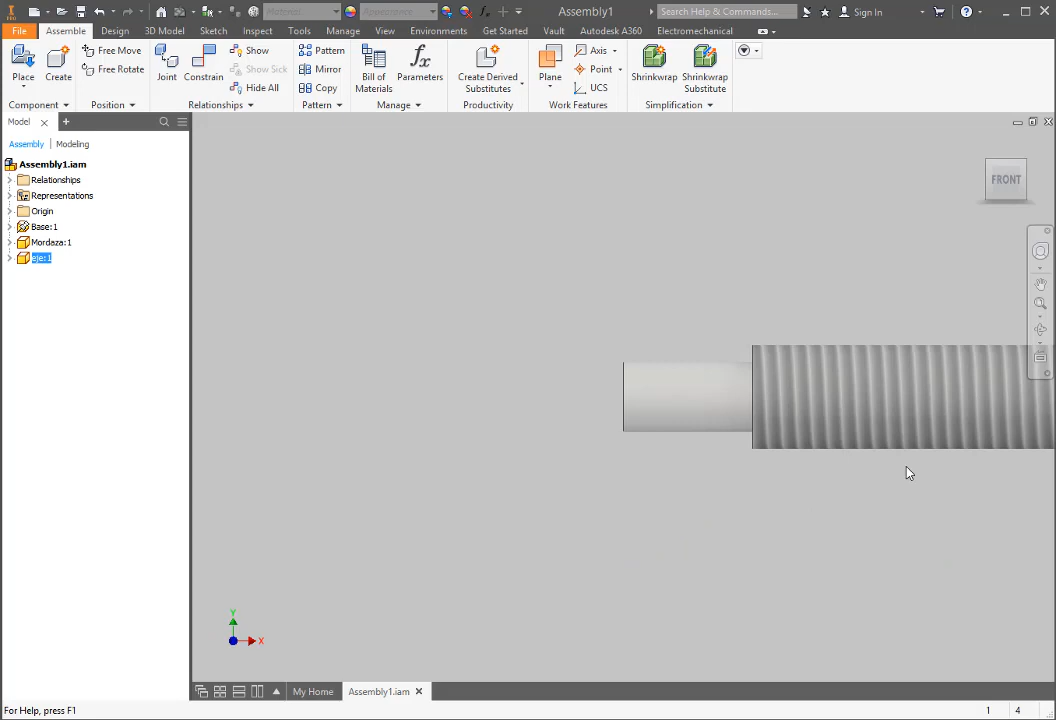 Material
Appearance
Assembly1
Search Help & Commands...
Sign In
File
Assemble
Design
3D Model
Sketch
Inspect
Tools
Manage
View
Environments
Get Started
Vault
Autodesk A360
Electromechanical
Place
Create
Free Move
Free Rotate
Joint
Constrain
Show
Show Sick
Hide All
Pattern
Mirror
Copy
Bill of
Materials
fx
Parameters
Create Derived
Substitutes
Plane
Axis
Point
UCS
Shrinkwrap
Shrinkwrap
Substitute
Component
Position
Relationships
Pattern
Manage
Productivity
Work Features
Simplification
Model
Assembly
Modeling
Assembly1.iam
Relationships
Representations
Origin
Base:1
Mordaza:1
eje:1
FRONT
Y
X
My Home
Assembly1.iam
For Help, press F1
1
4